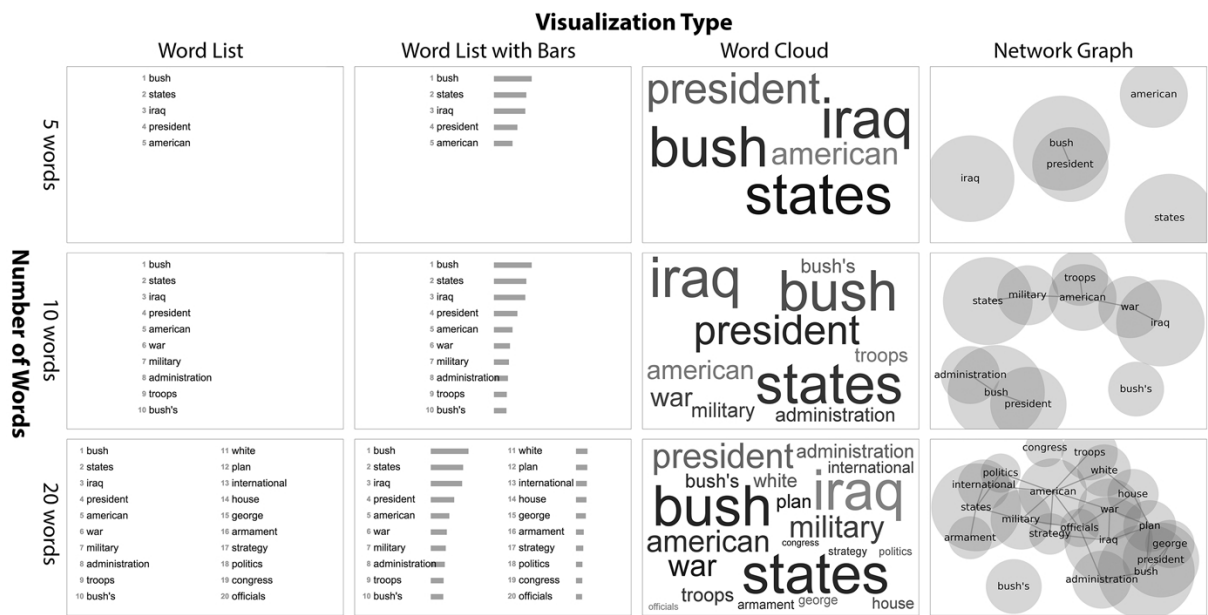 Visualization Type
Word List
Word List with Bars
Word Cloud
Network Graph
Number of Words
5 words
1 bush
2 states
3 iraq
4 president
5 american
1 bush
2 states
3 iraq
4 president
5 american
president
iraq
bush
american
states
american
bush
president
iraq
states
10 words
1 bush
2 states
3 iraq
4 president
5 american
6 war
7 military
8 administration
9 troops
10 bush's
1 bush
2 states
3 iraq
4 president
5 american
6 war
7 military
8 administration
9 troops
10 bush's
iraq
bush's
bush
president
troops
american
states
war
military
administration
troops
states
military
american
war
iraq
administration
bush
president
bush's
20 words
1 bush
2 states
3 iraq
4 president
5 american
6 war
7 military
8 administration
9 troops
10 bush's
11 white
12 plan
13 international
14 house
15 george
16 armament
17 strategy
18 politics
19 congress
20 officials
1 bush
2 states
3 iraq
4 president
5 american
6 war
7 military
8 administration
9 troops
10 bush's
11 white
12 plan
13 international
14 house
15 george
16 armament
17 strategy
18 politics
19 congress
20 officials
president
administration
international
bush's
white
iraq
bush
plan
military
american
congress
strategy
politics
war
states
troops
armament
george
house
officials
congress
troops
politics
white
international
american
house
states
war
military
officials
plan
armament
strategy
iraq
george
president
bush
administration
bush's